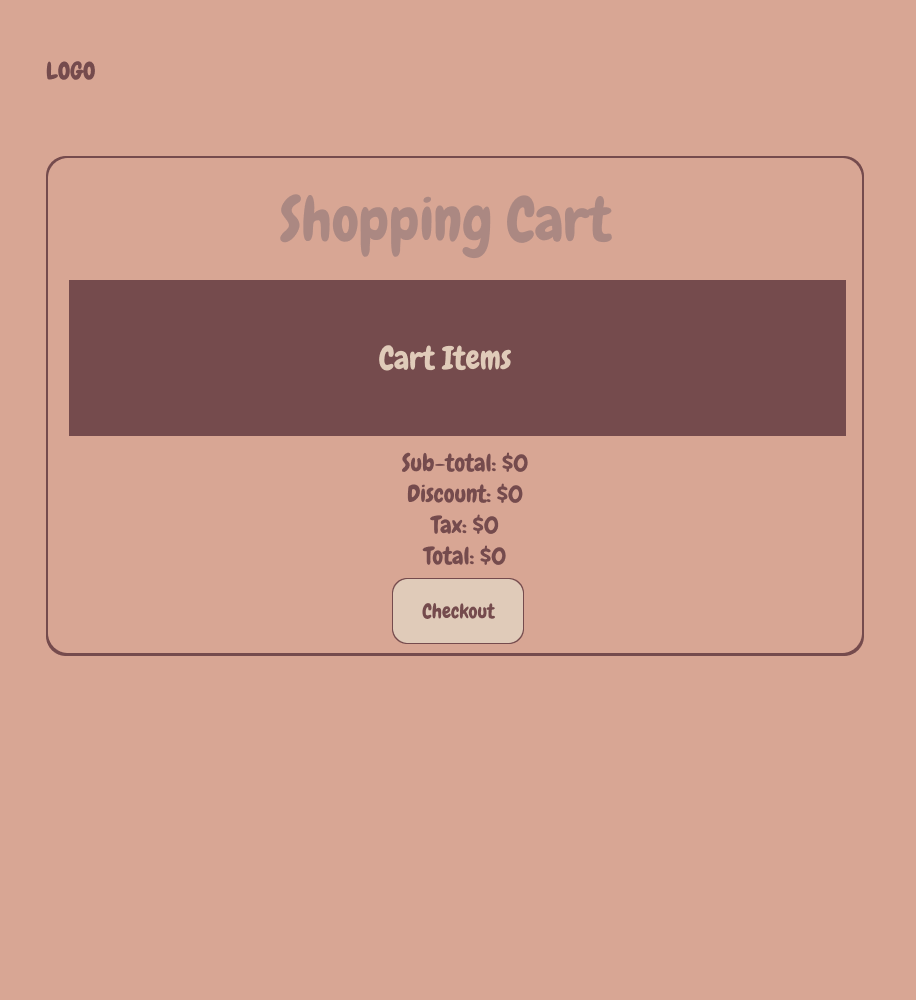 LOGO
Shopping Cart
Cart Items
Sub-total: $0
Discount: $0
Tax: $0
Total: $0
Checkout